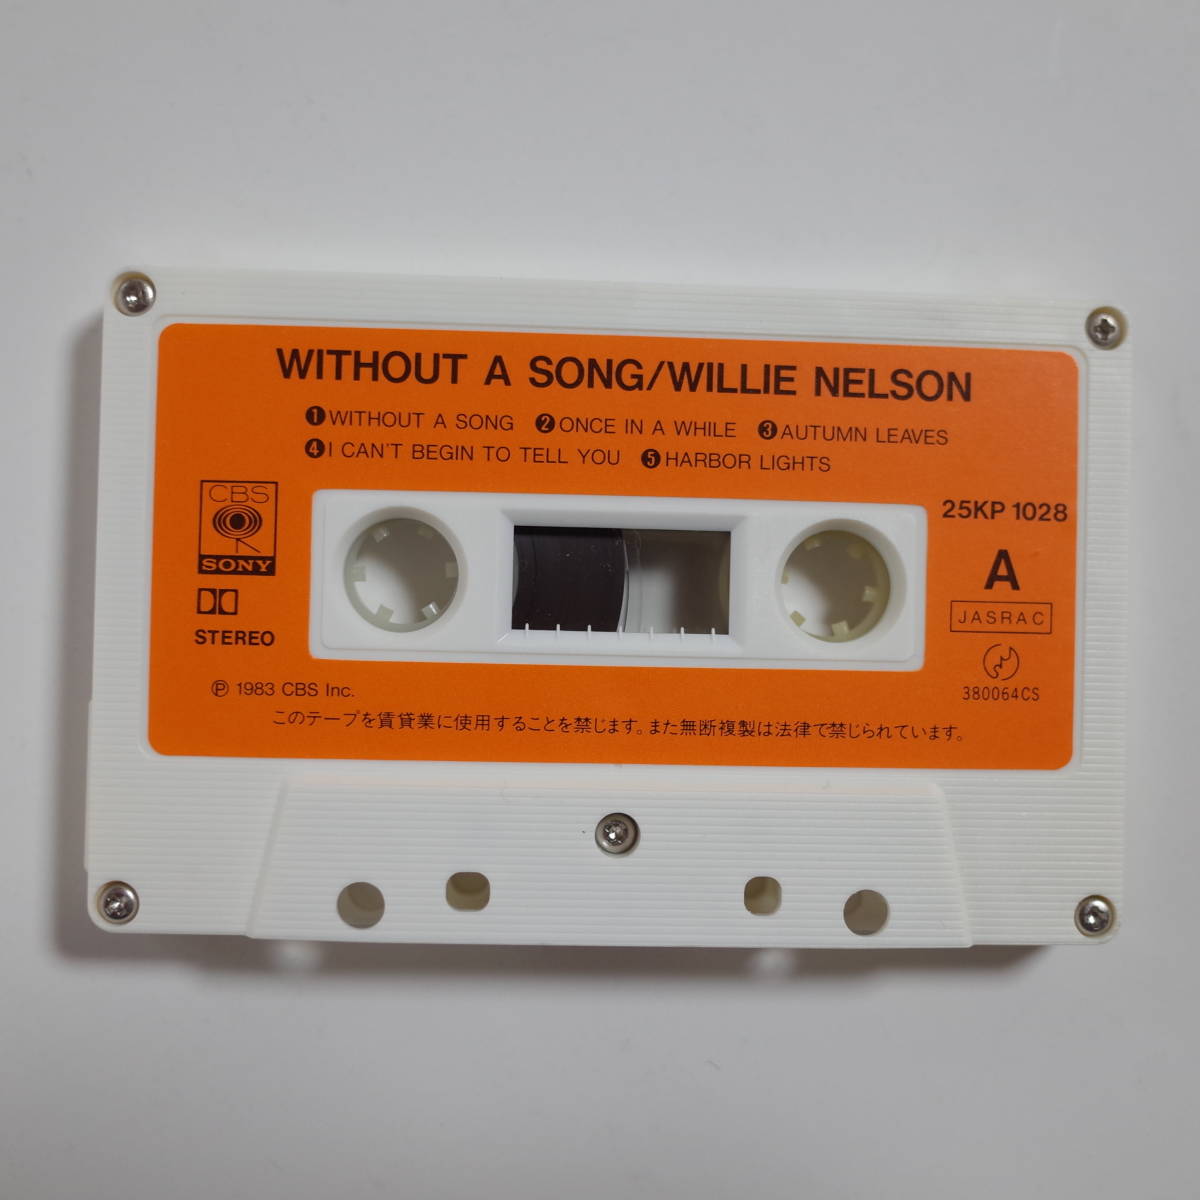 WITHOUT A SONG/WILLIE NELSON
❶WITHOUT A SONG ❷ONCE IN A WHILE ❸AUTUMN LEAVES
❹I CAN'T BEGIN TO TELL YOU ❺HARBOR LIGHTS
CBS
SONY
STEREO
25KP 1028
A
JASRAC
380064CS
Ⓟ 1983 CBS Inc.
このテープを賃貸業に使用することを禁じます。また無断複製は法律で禁じられています。